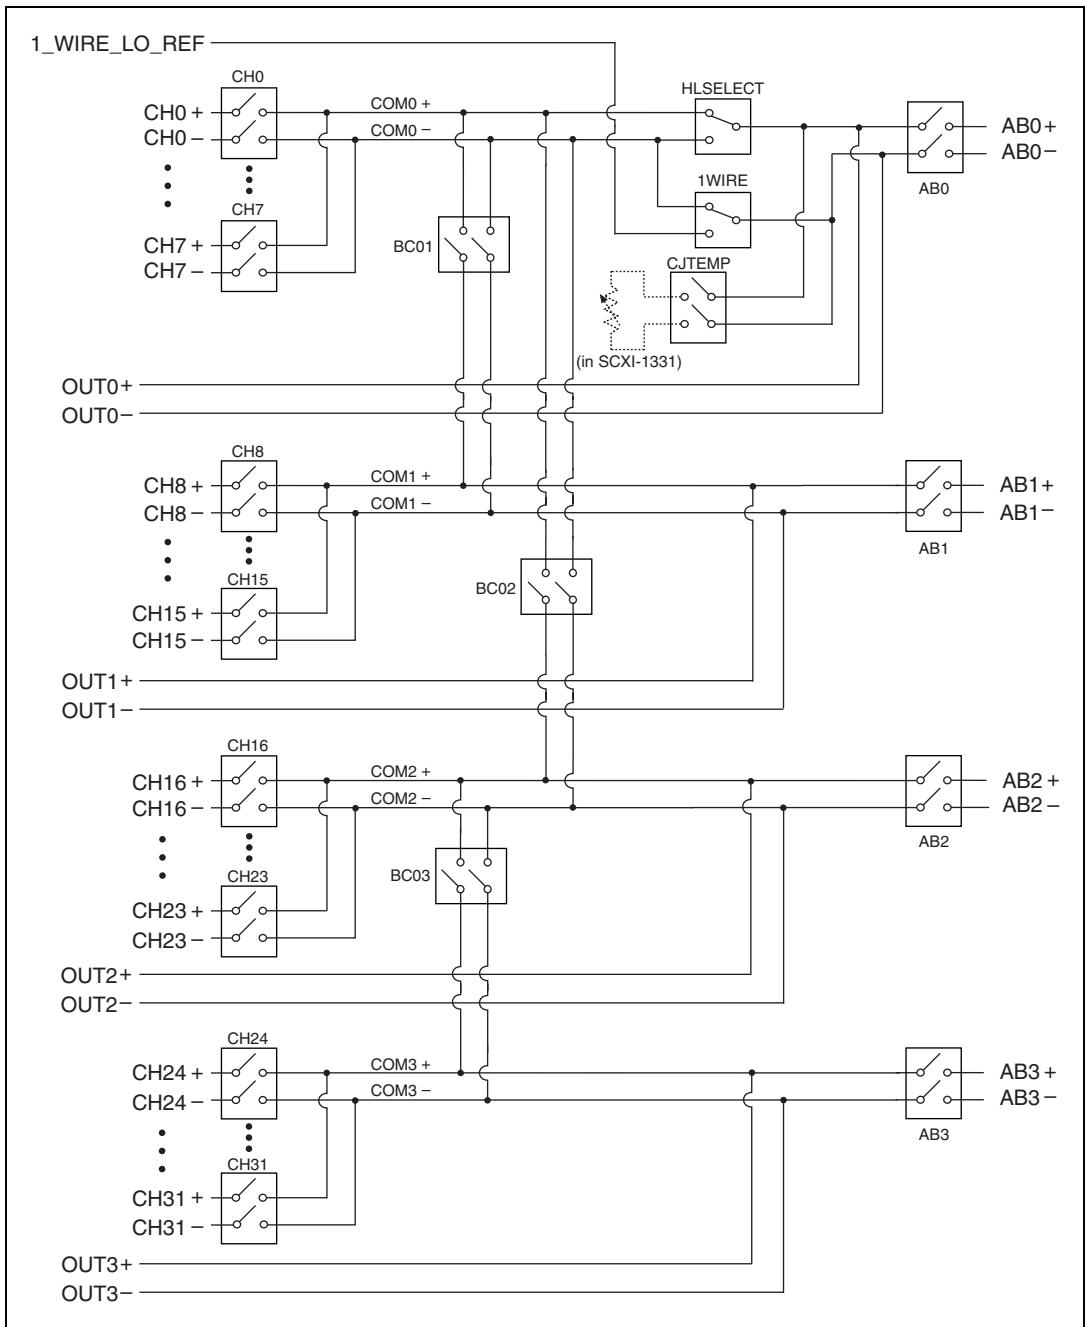 1_WIRE_LO_REF
CH0
HLSELECT
CH0 +
COM0 +
AB0+
CH0 –
COM0 –
AB0–
AB0
1WIRE
CH7
CH7 +
BC01
CH7 –
CJTEMP
(in SCXI-1331)
OUT0+
OUT0–
CH8
CH8 +
COM1 +
AB1+
CH8 –
COM1 –
AB1–
AB1
CH15
BC02
CH15 +
CH15 –
OUT1+
OUT1–
CH16
CH16 +
COM2 +
AB2 +
CH16 –
COM2 –
AB2 –
AB2
CH23
BC03
CH23 +
CH23 –
OUT2+
OUT2–
CH24
CH24 +
COM3 +
AB3 +
CH24 –
COM3 –
AB3 –
AB3
CH31
CH31 +
CH31 –
OUT3+
OUT3–